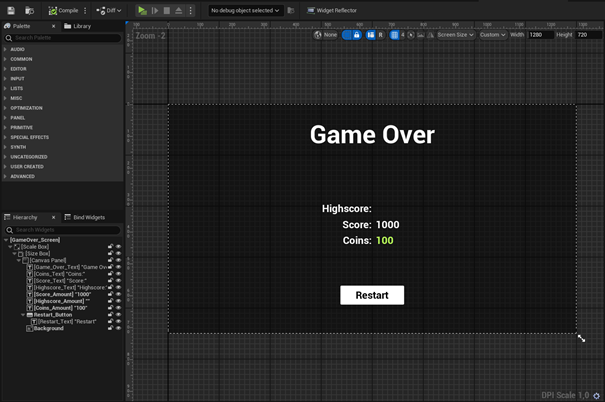 Compile
Diff
No debug object selected
Widget Reflector
Palette
Library
Search Palette
AUDIO
COMMON
EDITOR
INPUT
LISTS
MISC
OPTIMIZATION
PANEL
PRIMITIVE
SPECIAL EFFECTS
SYNTH
UNCATEGORIZED
USER CREATED
ADVANCED
Hierarchy
Bind Widgets
Search Widgets
[GameOver_Screen]
[Scale Box]
[Size Box]
[Canvas Panel]
[Game_Over_Text] "Game Ov
[Coins_Text] "Coins:"
[Score_Text] "Score:"
[Highscore_Text] "Highscore:
[Score_Amount] "1000"
[Highscore_Amount] ""
[Coins_Amount] "100"
Restart_Button
[Restart_Text] "Restart"
Background
Zoom -2
None
R
4
Screen Size
Custom
Width
1280
Height
720
Game Over
Highscore:
Score: 1000
Coins: 100
Restart
DPI Scale 1,0